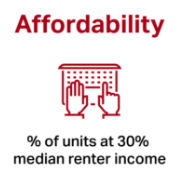 Affordability
% of units at 30%
median renter income